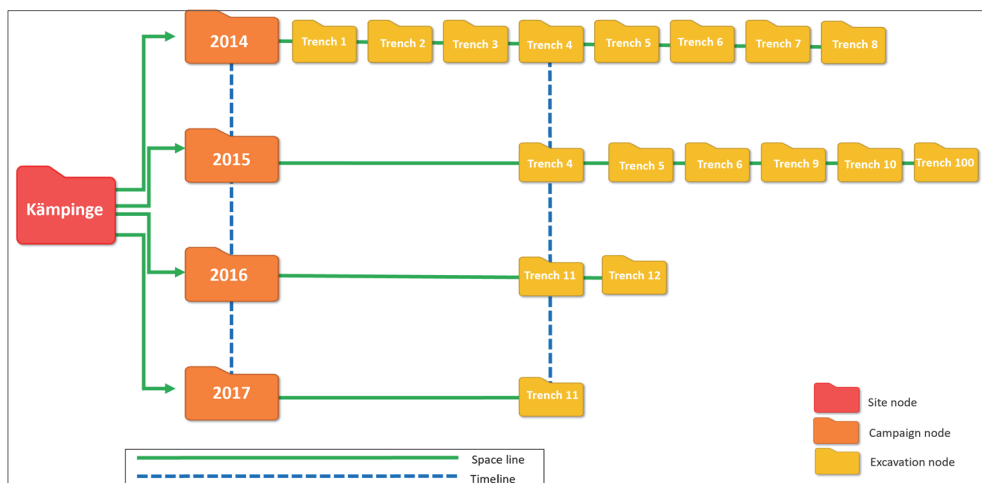 2014
Trench 1
Trench 2
Trench 3
Trench 4
Trench 5
Trench 6
Trench 7
Trench 8
2015
Trench 4
Trench 5
Trench 6
Trench 9
Trench 10
Trench 100
Kämpinge
2016
Trench 11
Trench 12
2017
Trench 11
Site node
Campaign node
Excavation node
Space line
Timeline